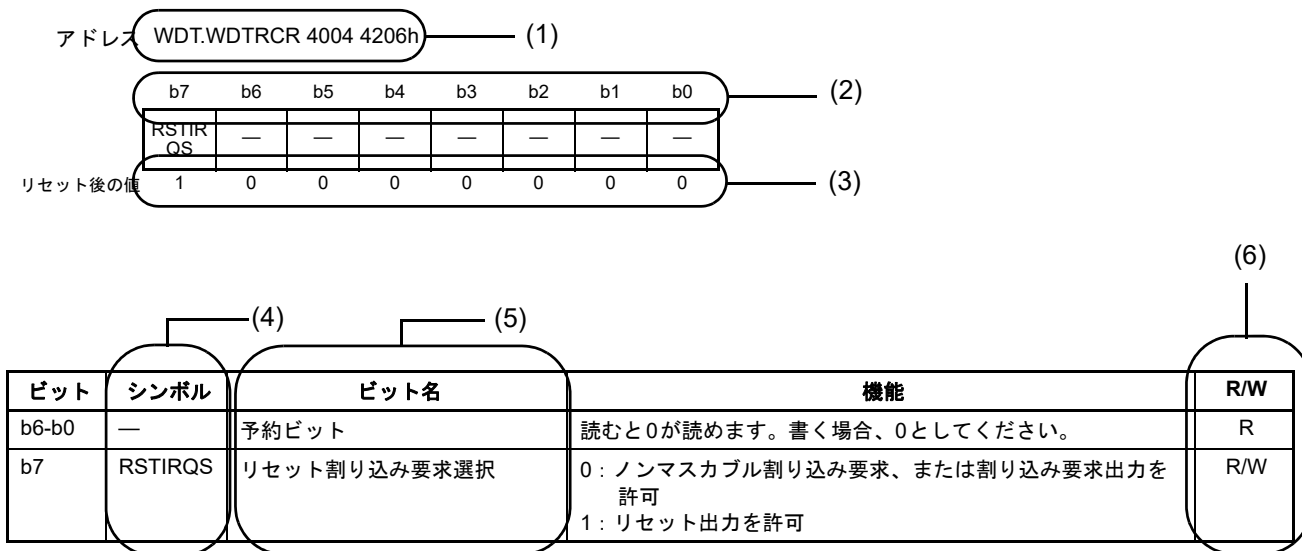 アドレス WDT.WDTRCR 4004 4206h (1)
b7 b6 b5 b4 b3 b2 b1 b0 (2)
RSTIR
QS — — — — — — —
リセット後の値 1 0 0 0 0 0 0 0 (3)
(6)
(4) (5)
ビット シンボル ビット名 機能 R/W
b6-b0 — 予約ビット 読むと0が読めます。書く場合、0としてください。 R
b7 RSTIRQS リセット割り込み要求選択 0：ノンマスカブル割り込み要求、または割り込み要求出力を R/W
許可
1：リセット出力を許可